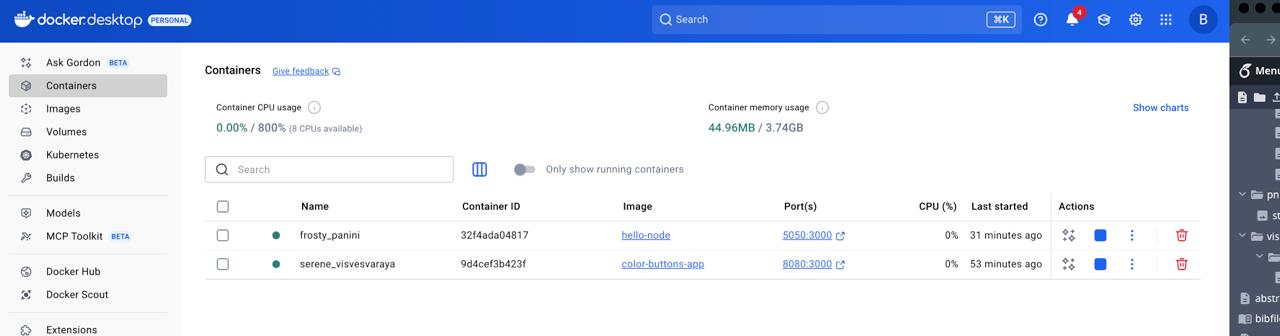 docker.desktop PERSONAL
Search ⌘K
4
B
Ask Gordon BETA
Containers
Images
Volumes
Kubernetes
Builds
Models
MCP Toolkit BETA
Docker Hub
Docker Scout
Extensions
Containers Give feedback
Container CPU usage
0.00% / 800% (8 CPUs available)
Container memory usage
44.96MB / 3.74GB
Show charts
Search
Only show running containers
Name Container ID Image Port(s) CPU (%) Last started Actions
frosty_panini 32f4ada04817 hello-node 5050:3000 0% 31 minutes ago
serene_visvesvaraya 9d4cef3b423f color-buttons-app 8080:3000 0% 53 minutes ago
Menu
pn
st
vis
abstr
bibfil